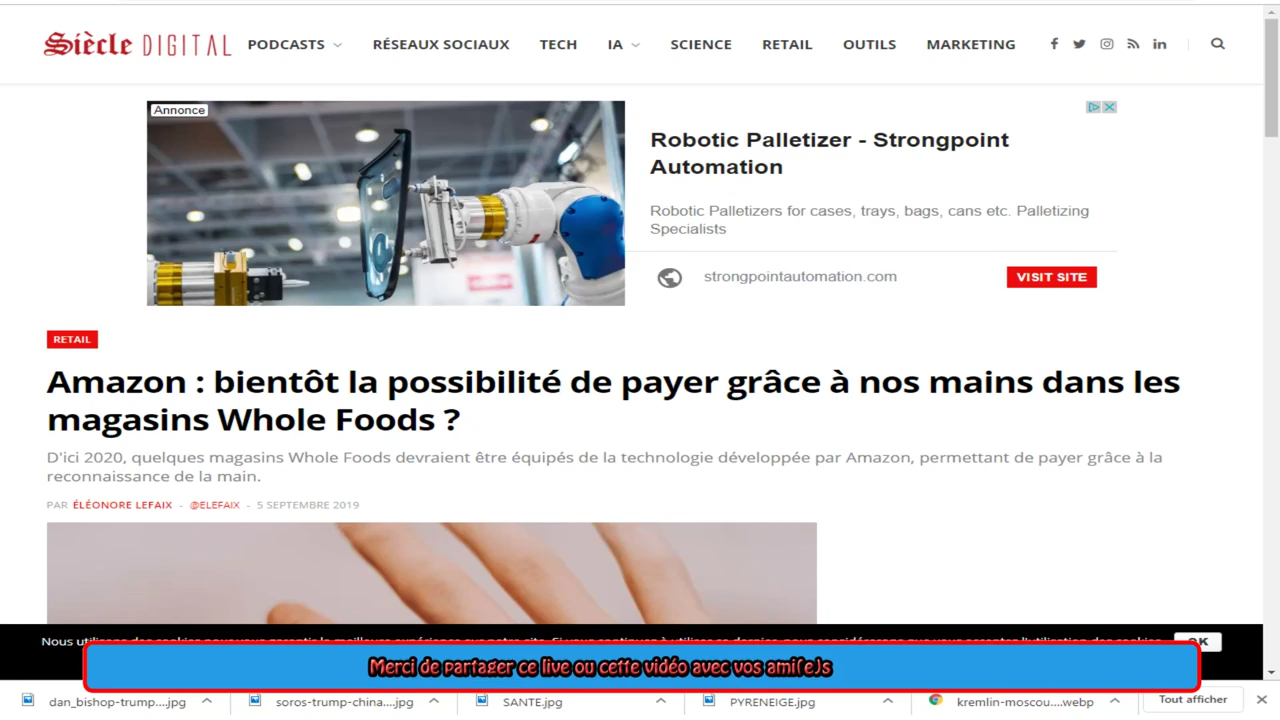 Siècle DIGITAL PODCASTS RÉSEAUX SOCIAUX TECH IA SCIENCE RETAIL OUTILS MARKETING
Annonce
Robotic Palletizer - Strongpoint
Automation
Robotic Palletizers for cases, trays, bags, cans etc. Palletizing
Specialists
strongpointautomation.com VISIT SITE
RETAIL
Amazon : bientôt la possibilité de payer grâce à nos mains dans les
magasins Whole Foods ?
D'ici 2020, quelques magasins Whole Foods devraient être équipés de la technologie développée par Amazon, permettant de payer grâce à la
reconnaissance de la main.
PAR ÉLÉONORE LEFAIX - @ELEFAIX - 5 SEPTEMBRE 2019
Nous OK
Merci de partager ce live ou cette vidéo avec vos ami(e)s
dan_bishop-trump....jpg soros-trump-china....jpg SANTE.jpg PYRENEIGE.jpg kremlin-moscou....webp Tout afficher